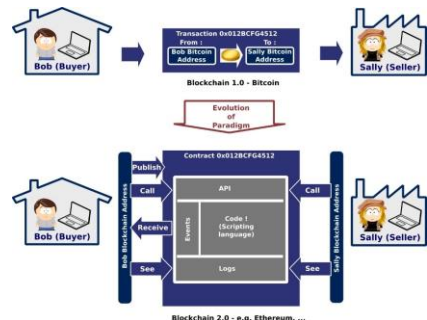 Transaction 0x012BCFG4512
From :
To :
Bob Bitcoin
Address
Sally Bitcoin
Address
Bob (Buyer)
Sally (Seller)
Blockchain 1.0 - Bitcoin
Evolution
of
Paradigm
Contract 0x012BCFG4512
Publish
Call
API
Call
Bob Blockchain Address
Receive
Events
Code !
(Scripting
language)
Sally Blockchain Address
Bob (Buyer)
Sally (Seller)
See
Logs
See
Blockchain 2.0 - e.g. Ethereum, ...